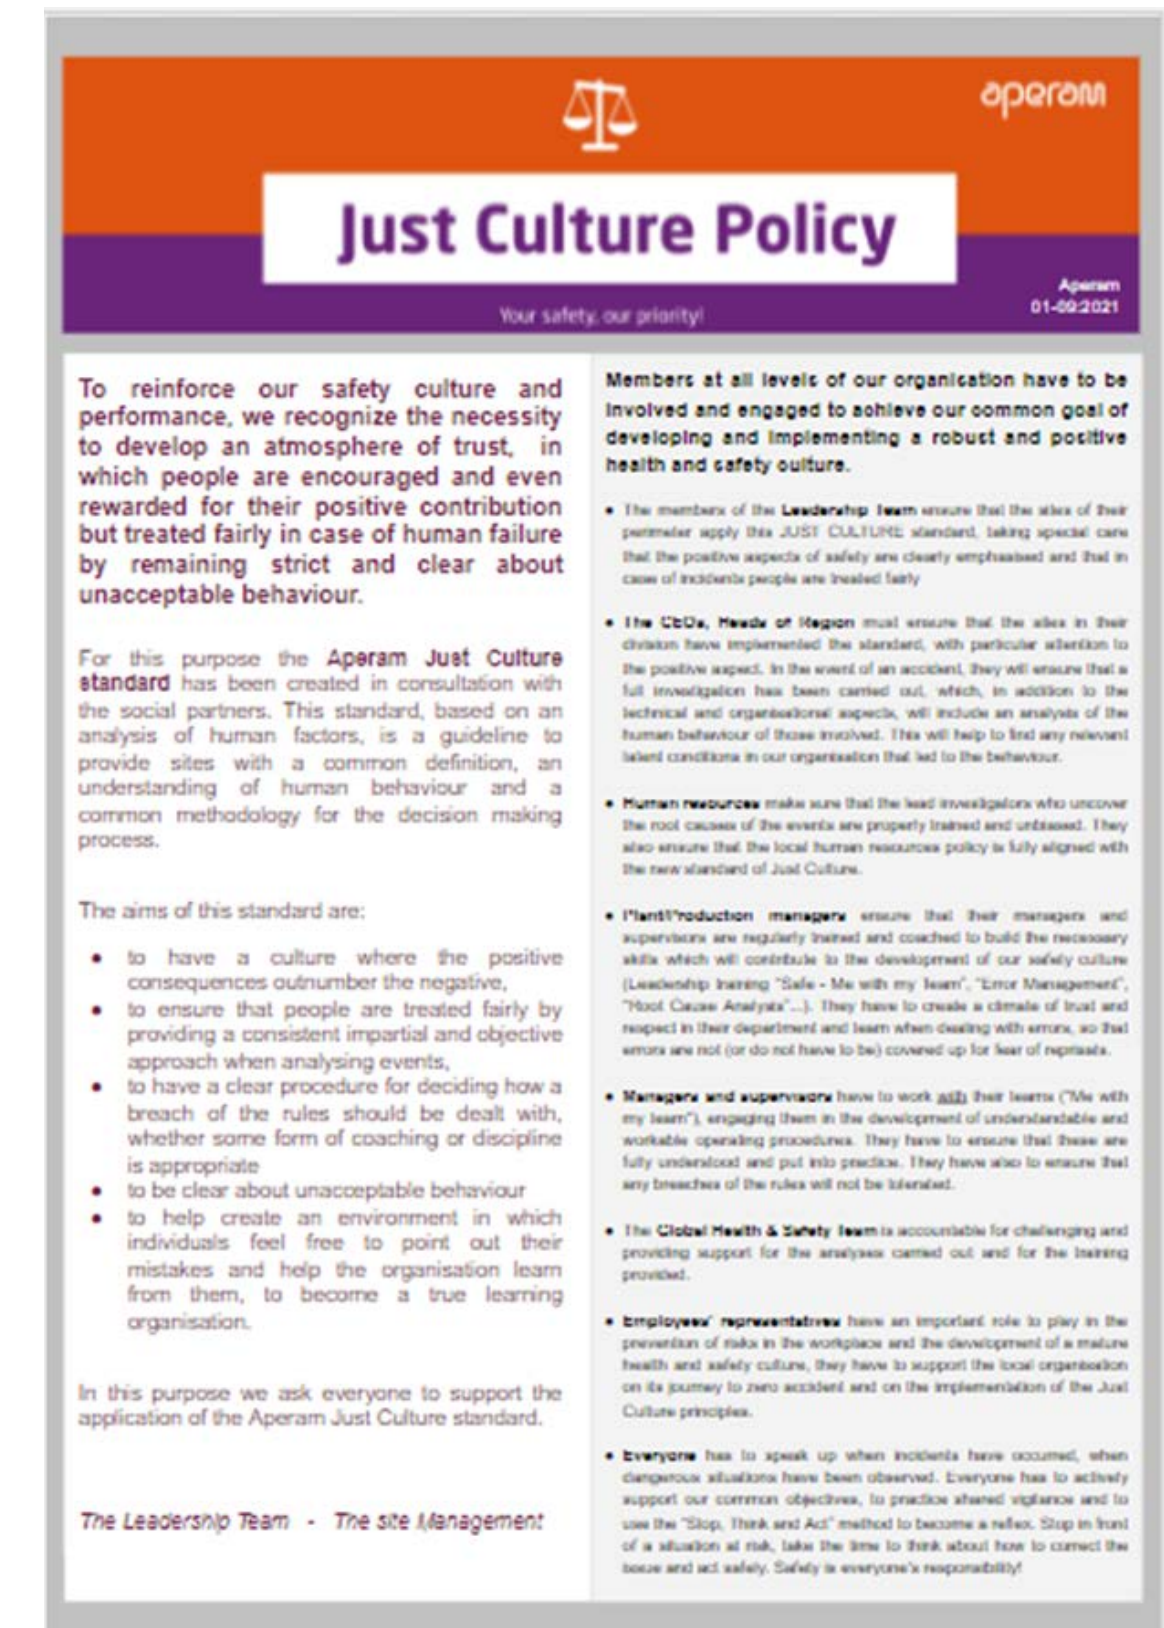 aperam
Just Culture Policy
Your safety, our priority!
Aperam
01-09:2021
To reinforce our safety culture and
performance, we recognize the necessity
to develop an atmosphere of trust, in
which people are encouraged and even
rewarded for their positive contribution
but treated fairly in case of human failure
by remaining strict and clear about
unacceptable behaviour.
For this purpose the Aperam Just Culture
standard has been created in consultation with
the social partners. This standard, based on an
analysis of human factors, is a guideline to
provide sites with a common definition, an
understanding of human behaviour and a
common methodology for the decision making
process.
The aims of this standard are:
• to have a culture where the positive
consequences outnumber the negative,
• to ensure that people are treated fairly by
providing a consistent impartial and objective
approach when analysing events,
• to have a clear procedure for deciding how a
breach of the rules should be dealt with,
whether some form of coaching or discipline
is appropriate
• to be clear about unacceptable behaviour
• to help create an environment in which
individuals feel free to point out their
mistakes and help the organisation learn
from them, to become a true learning
organisation.
In this purpose we ask everyone to support the
application of the Aperam Just Culture standard.
The Leadership Team - The site Management
Members at all levels of our organisation have to be
involved and engaged to achieve our common goal of
developing and implementing a robust and positive
health and safety culture.
• The members of the Leadership Team ensure that the sites of their
perimeter apply this JUST CULTURE standard, taking special care
that the positive aspects of safety are clearly emphasised and that in
case of incidents people are treated fairly
• The CEOs, Heads of Region must ensure that the sites in their
division have implemented the standard, with particular attention to
the positive aspect. In the event of an accident, they will ensure that a
full investigation has been carried out, which, in addition to the
technical and organisational aspects, will include an analysis of the
human behaviour of those involved. This will help to find any relevant
latent conditions in our organisation that led to the behaviour.
• Human resources make sure that the lead investigators who uncover
the root causes of the events are properly trained and unbiased. They
also ensure that the local human resources policy is fully aligned with
the new standard of Just Culture.
• Plant/Production managers ensure that their managers and
supervisors are regularly trained and coached to build the necessary
skills which will contribute to the development of our safety culture
(Leadership training "Safe - Me with my Team", "Error Management",
"Root Cause Analysis"...). They have to create a climate of trust and
respect in their department and team when dealing with errors, so that
errors are not (or do not have to be) covered up for fear of reprisals.
• Managers and supervisors have to work with their teams ("Me with
my team"), engaging them in the development of understandable and
workable operating procedures. They have to ensure that these are
fully understood and put into practice. They have also to ensure that
any breaches of the rules will not be tolerated.
• The Global Health & Safety Team is accountable for challenging and
providing support for the analyses carried out and for the training
provided.
• Employees' representatives have an important role to play in the
prevention of risks in the workplace and the development of a mature
health and safety culture, they have to support the local organisation
on its journey to zero accident and on the implementation of the Just
Culture principles.
• Everyone has to speak up when incidents have occurred, when
dangerous situations have been observed. Everyone has to actively
support our common objectives, to practice shared vigilance and to
use the "Stop, Think and Act" method to become a reflex. Stop in front
of a situation at risk, take the time to think about how to correct the
issue and act safely. Safety is everyone's responsibility!